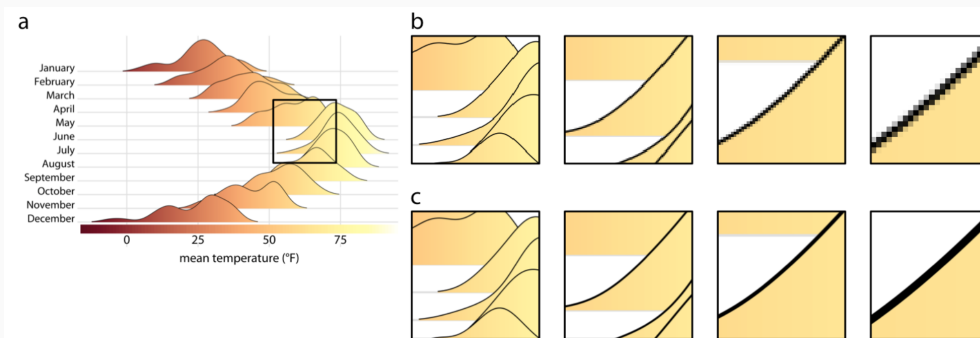 a
January
February
March
April
May
June
July
August
September
October
November
December
0 25 50 75
mean temperature (°F)
b
c